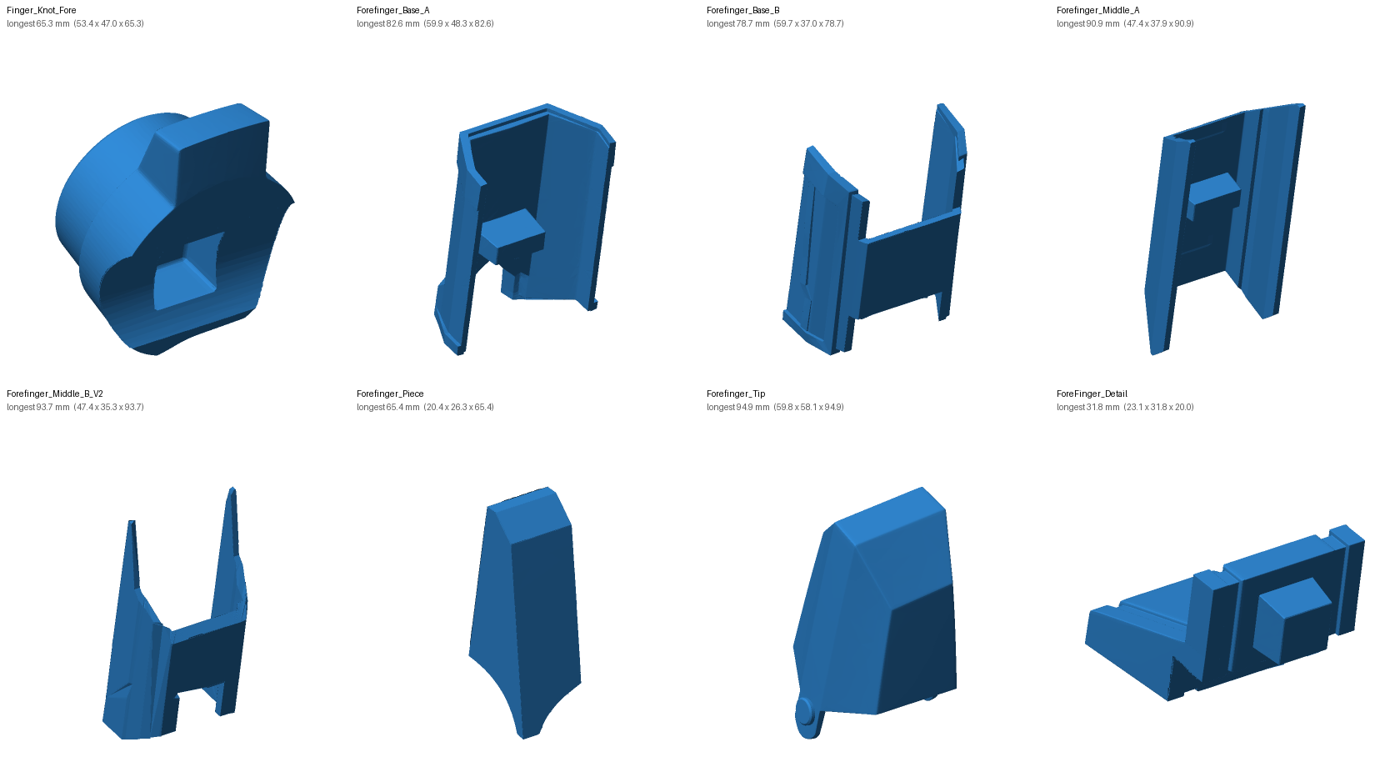 Finger_Knot_Fore
longest 65.3 mm  (53.4 x 47.0 x 65.3)
Forefinger_Base_A
longest 82.6 mm  (59.9 x 48.3 x 82.6)
Forefinger_Base_B
longest 78.7 mm  (59.7 x 37.0 x 78.7)
Forefinger_Middle_A
longest 90.9 mm  (47.4 x 37.9 x 90.9)
Forefinger_Middle_B_V2
longest 93.7 mm  (47.4 x 35.3 x 93.7)
Forefinger_Piece
longest 65.4 mm  (20.4 x 26.3 x 65.4)
Forefinger_Tip
longest 94.9 mm  (59.8 x 58.1 x 94.9)
ForeFinger_Detail
longest 31.8 mm  (23.1 x 31.8 x 20.0)